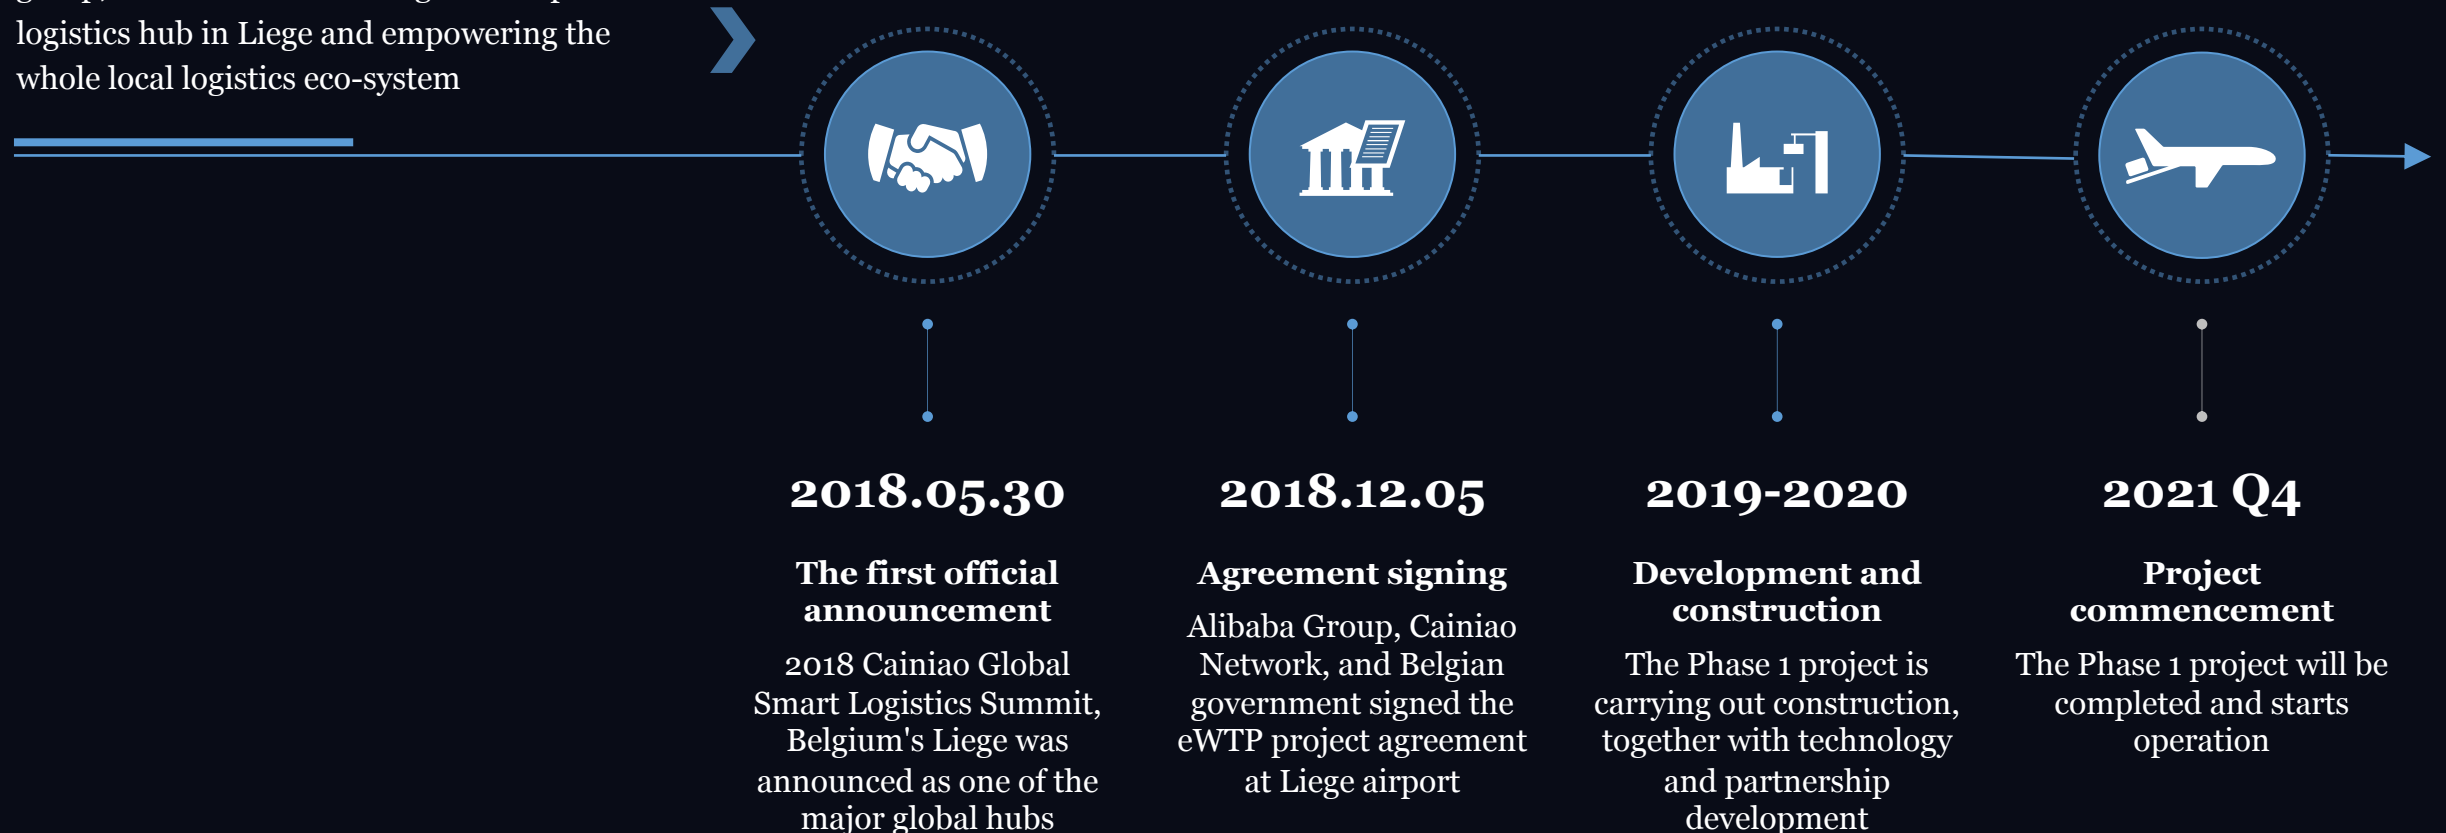 logistics hub in Liege and empowering the
whole local logistics eco-system
2018.05.30
The first official
announcement
2018 Cainiao Global
Smart Logistics Summit,
Belgium's Liege was
announced as one of the
major global hubs
2018.12.05
Agreement signing
Alibaba Group, Cainiao
Network, and Belgian
government signed the
eWTP project agreement
at Liege airport
2019-2020
Development and
construction
The Phase 1 project is
carrying out construction,
together with technology
and partnership
development
2021 Q4
Project
commencement
The Phase 1 project will be
completed and starts
operation